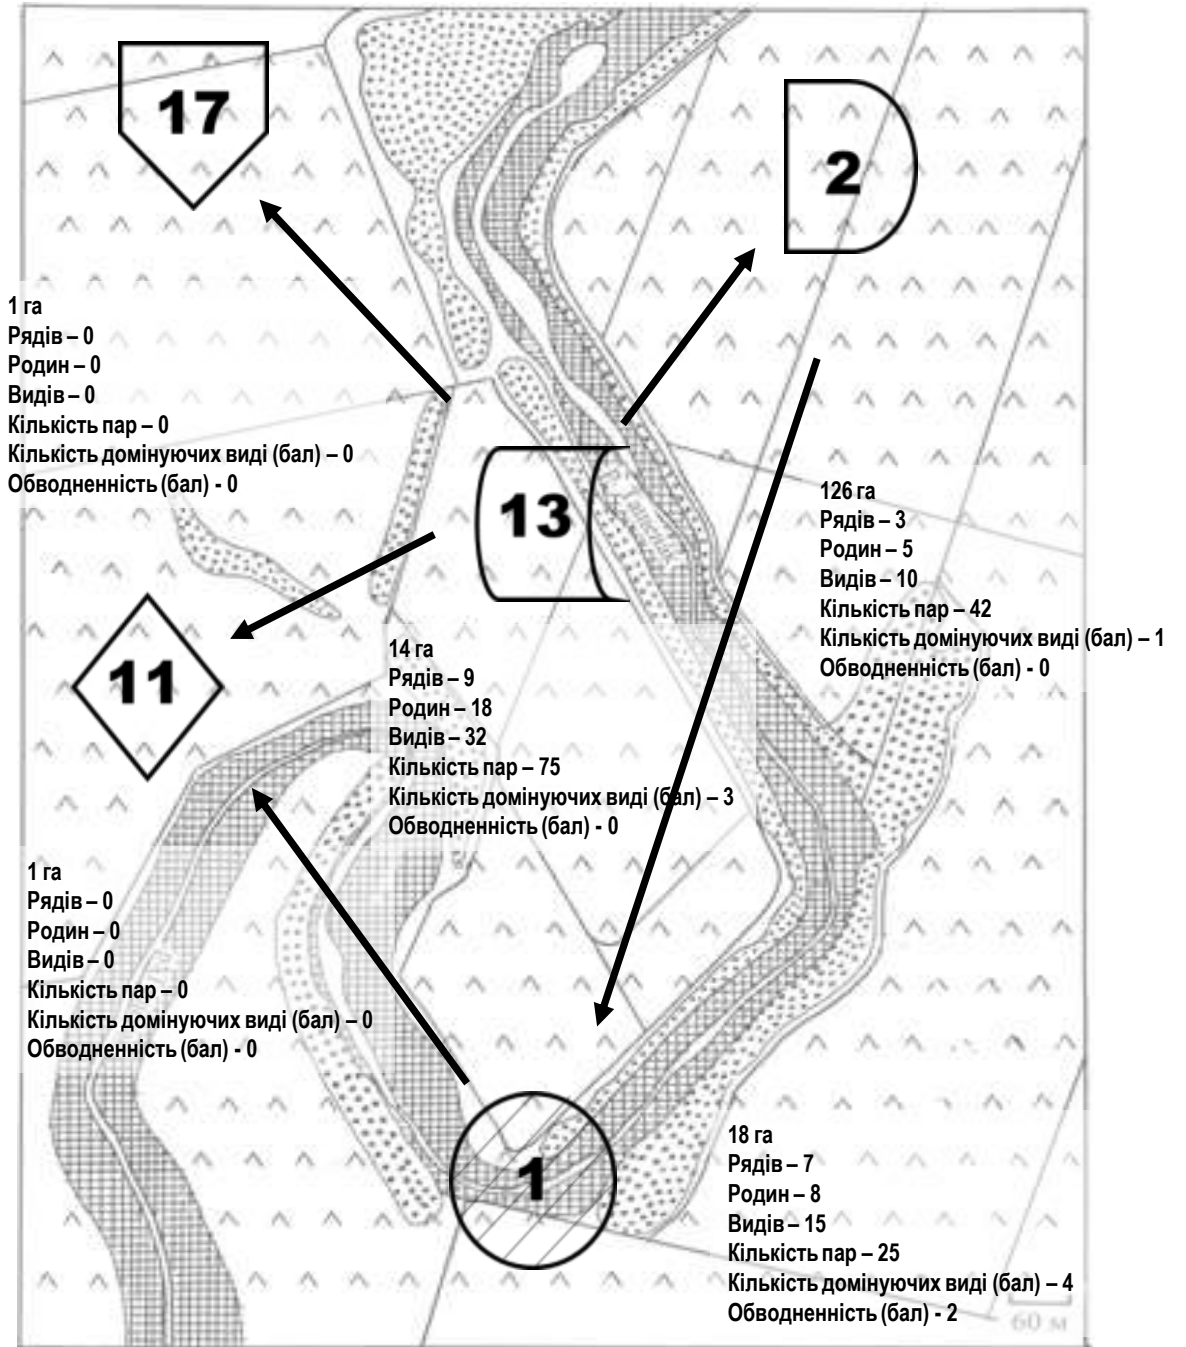 17
2
1 га
Рядів – 0
Родин – 0
Видів – 0
Кількість пар – 0
Кількість домінуючих виді (бал) – 0
Обводненність (бал) - 0
13
126 га
Рядів – 3
Родин – 5
Видів – 10
Кількість пар – 42
Кількість домінуючих виді (бал) – 1
Обводненність (бал) - 0
11
14 га
Рядів – 9
Родин – 18
Видів – 32
Кількість пар – 75
Кількість домінуючих виді (бал) – 3
Обводненність (бал) - 0
1 га
Рядів – 0
Родин – 0
Видів – 0
Кількість пар – 0
Кількість домінуючих виді (бал) – 0
Обводненність (бал) - 0
1
18 га
Рядів – 7
Родин – 8
Видів – 15
Кількість пар – 25
Кількість домінуючих виді (бал) – 4
Обводненність (бал) - 2
60 м